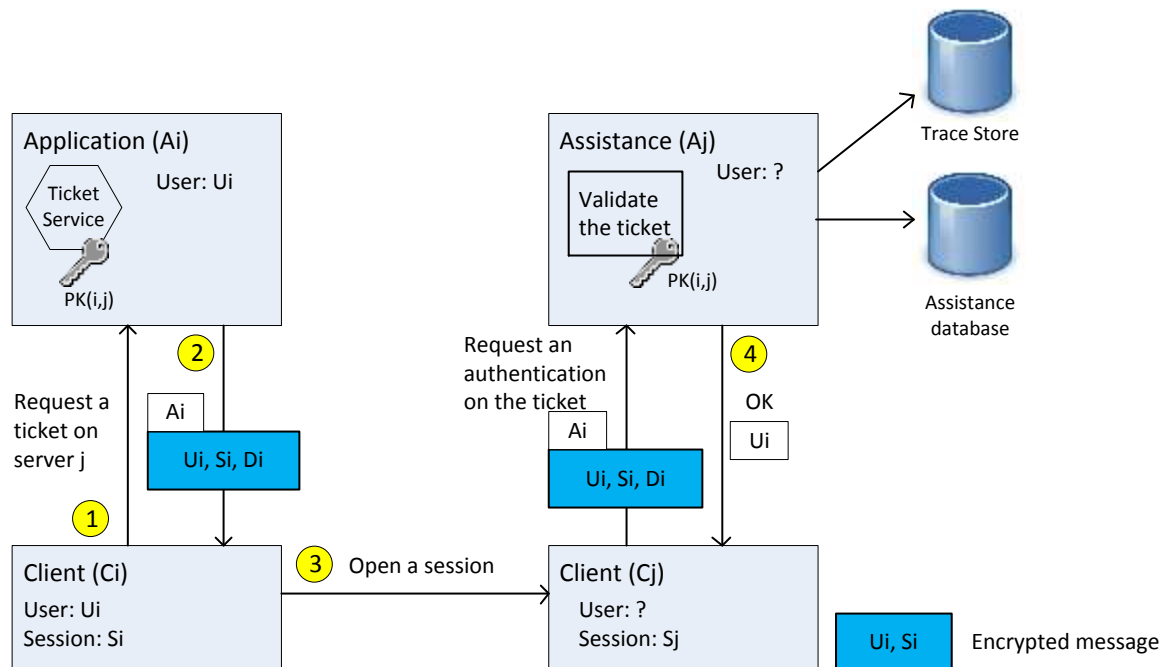 Trace Store
Application (Ai)
User: Ui
Ticket
Service
PK(i,j)
Assistance (Aj)
User: ?
Validate
the ticket
PK(i,j)
Assistance
database
2
Request a
ticket on
server j
Ai
Ui, Si, Di
1
Request an
authentication
on the ticket
Ai
Ui, Si, Di
4
OK
Ui
Client (Ci)
User: Ui
Session: Si
3 Open a session
Client (Cj)
User: ?
Session: Sj
Ui, Si Encrypted message